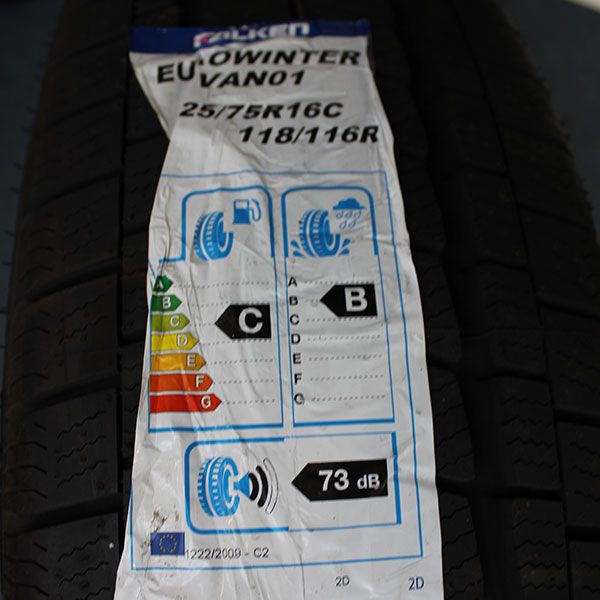 FALKEN
EUROWINTER
VAN01
25/75R16C
118/116R
A
B
C
D
E
F
G
C
A
B
C
D
E
F
G
B
73 dB
1222/2009 - C2
2D
2D